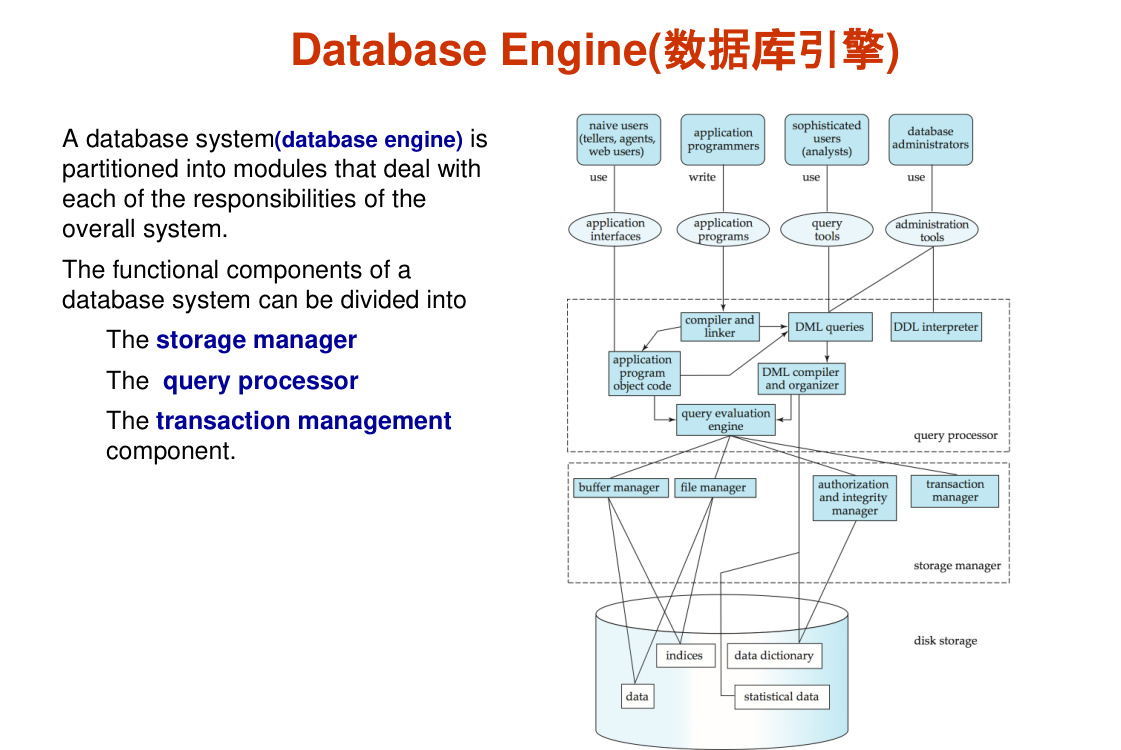 Database Engine(数据库引擎)
A database system(database engine) is
partitioned into modules that deal with
each of the responsibilities of the
overall system.
The functional components of a
database system can be divided into
The storage manager
The query processor
The transaction management
component.
naive users
(tellers, agents,
web users)
application
programmers
sophisticated
users
(analysts)
database
administrators
use
write
use
use
application
interfaces
application
programs
query
tools
administration
tools
compiler and
linker
DML queries
DDL interpreter
application
program
object code
DML compiler
and organizer
query evaluation
engine
query processor
buffer manager
file manager
authorization
and integrity
manager
transaction
manager
storage manager
disk storage
indices
data dictionary
data
statistical data